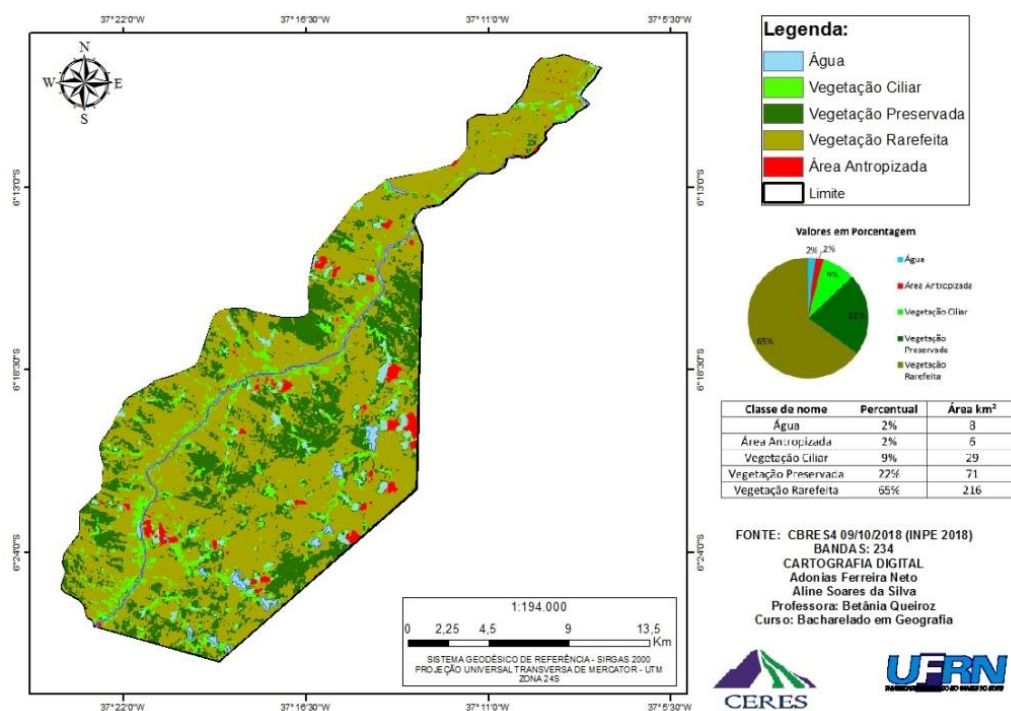 37°22'0"W 37°16'30"W 37°11'0"W 37°5'30"W
N
W E
S
6°13'0"S
6°18'30"S
6°24'0"S
6°13'0"S
6°18'30"S
6°24'0"S
37°22'0"W 37°16'30"W 37°11'0"W 37°5'30"W
1:194.000
0 2,25 4,5 9 13,5
Km
SISTEMA GEODÉSICO DE REFERÊNCIA - SIRGAS 2000
PROJEÇÃO UNIVERSAL TRANSVERSA DE MERCATOR - UTM
ZONA 24S
Legenda:
Água
Vegetação Ciliar
Vegetação Preservada
Vegetação Rarefeita
Área Antropizada
Limite
Valores em Porcentagem
2% 2%
9%
22%
65%
Água
Área Antropizada
Vegetação Ciliar
Vegetação
Preservada
Vegetação
Rarefeita
Classe de nome Percentual Área km²
Água 2% 8
Área Antropizada 2% 6
Vegetação Ciliar 9% 29
Vegetação Preservada 22% 71
Vegetação Rarefeita 65% 216
FONTE: CBRES4 09/10/2018 (INPE 2018)
BANDAS: 234
CARTOGRAFIA DIGITAL
Adonias Ferreira Neto
Aline Soares da Silva
Professora: Betânia Queiroz
Curso: Bacharelado em Geografia
CERES
UFRN